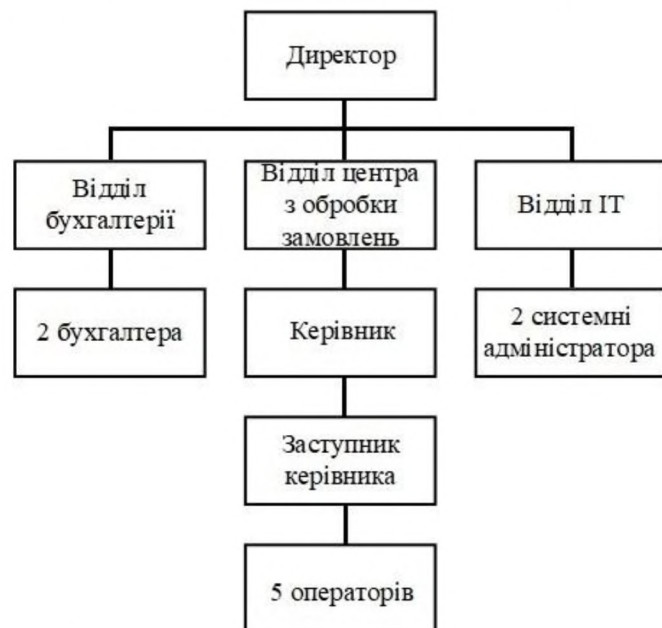 Директор
Відділ
бухгалтерії
Відділ центра
з обробки
замовлень
Відділ ІТ
2 бухгалтера
Керівник
2 системні
адміністратора
Заступник
керівника
5 операторів